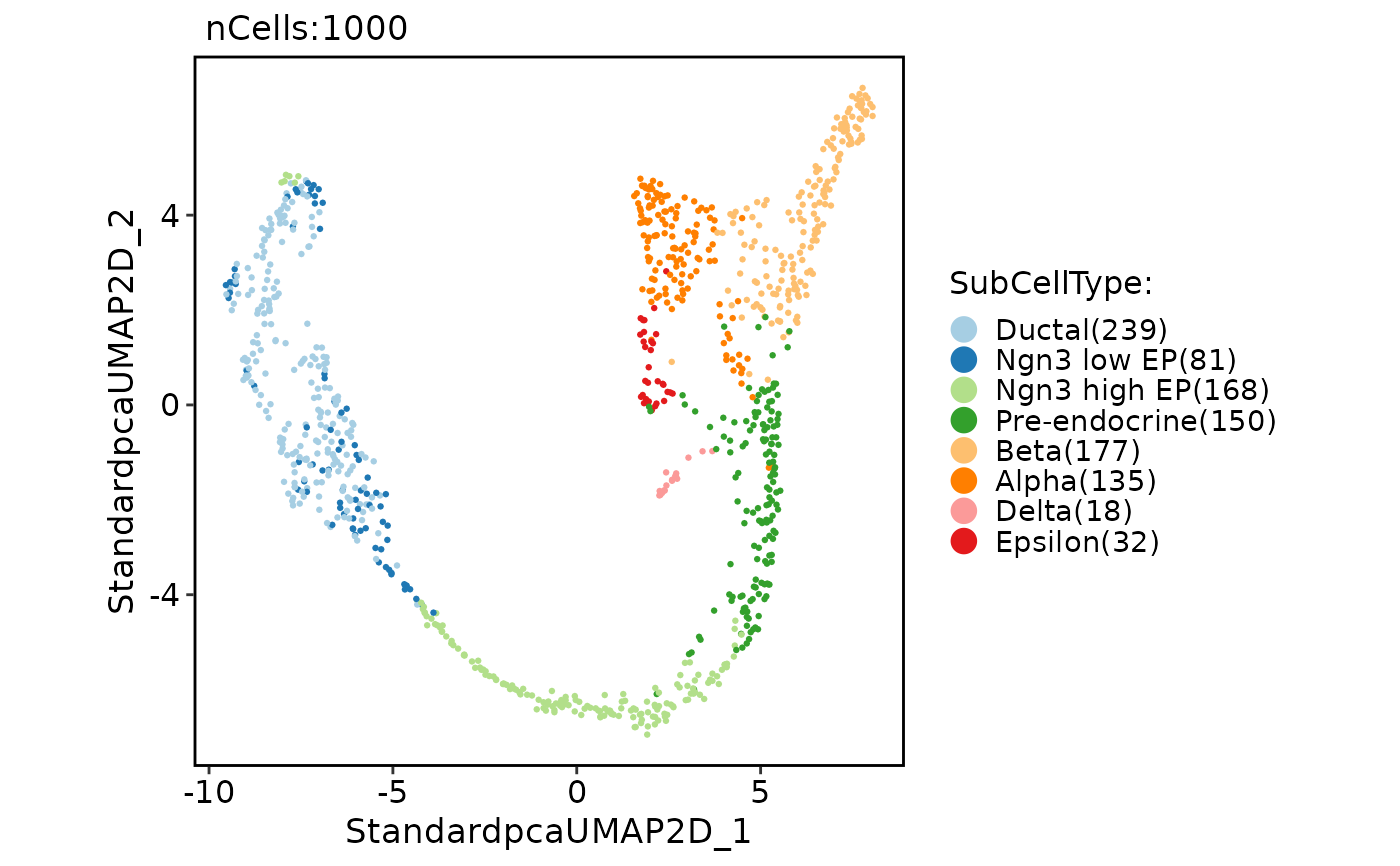 nCells:1000
StandardpcaUMAP2D_2
4
0
-4
-10
-5
0
5
StandardpcaUMAP2D_1
SubCellType:
Ductal(239)
Ngn3 low EP(81)
Ngn3 high EP(168)
Pre-endocrine(150)
Beta(177)
Alpha(135)
Delta(18)
Epsilon(32)